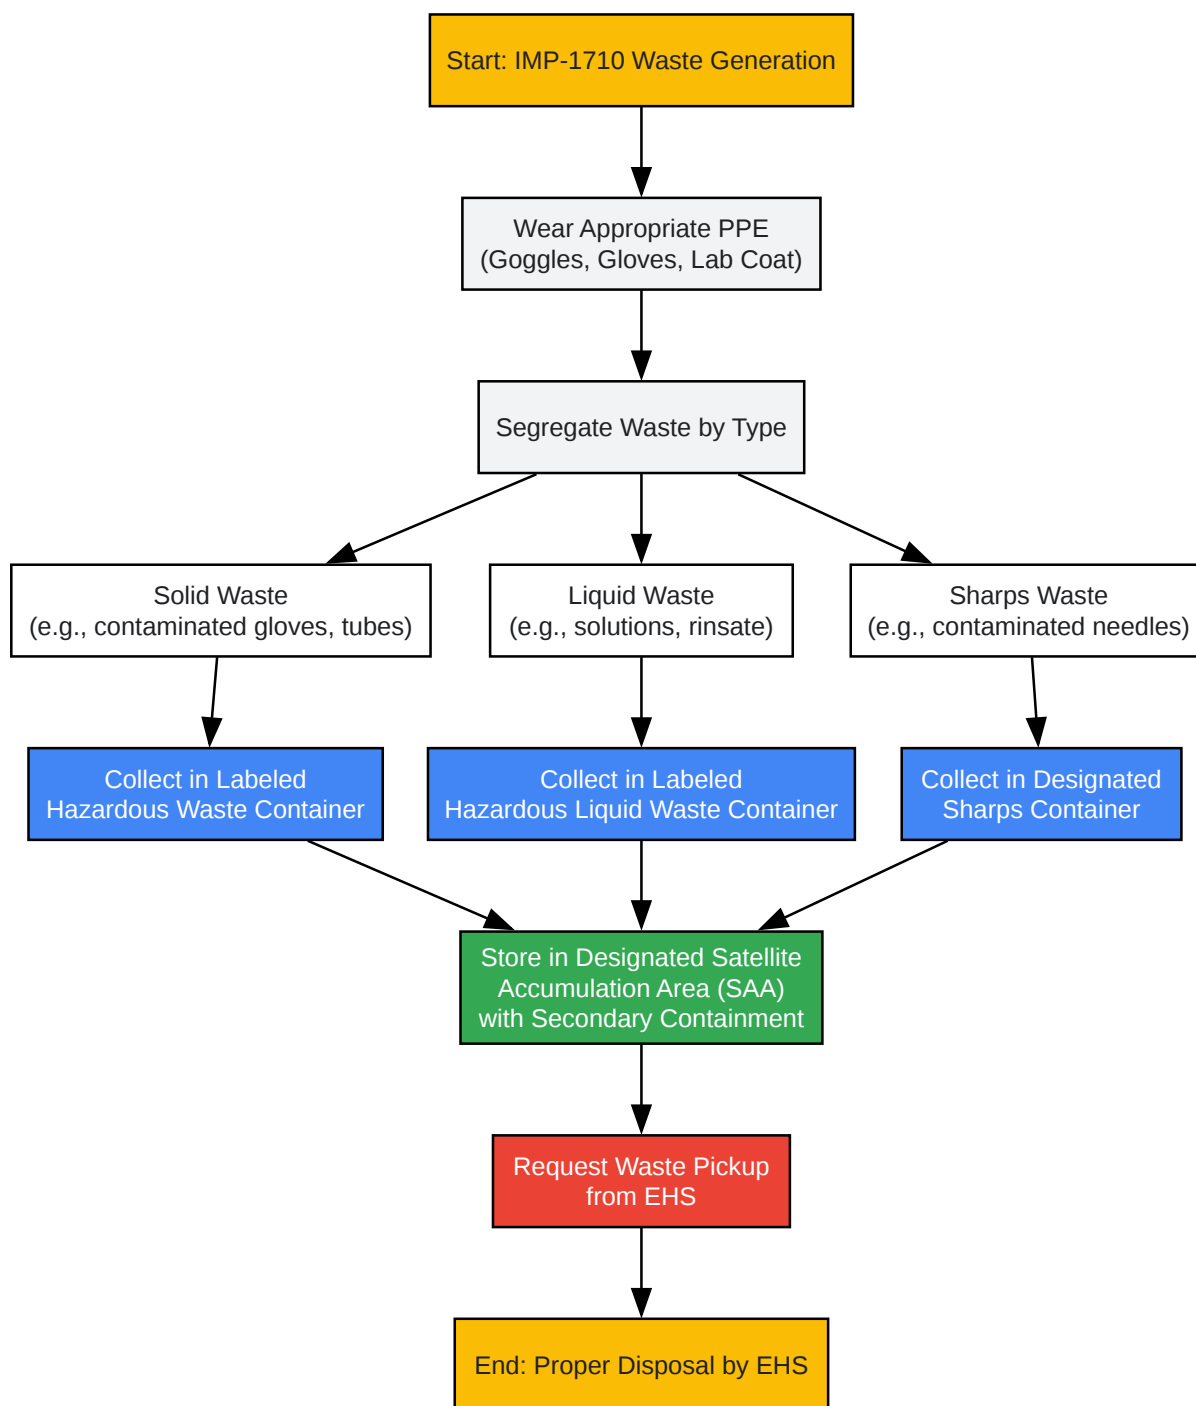 Start: IMP-1710 Waste Generation
Wear Appropriate PPE
(Goggles, Gloves, Lab Coat)
Segregate Waste by Type
Solid Waste
(e.g., contaminated gloves, tubes)
Liquid Waste
(e.g., solutions, rinsate)
Sharps Waste
(e.g., contaminated needles)
Collect in Labeled
Hazardous Waste Container
Collect in Labeled
Hazardous Liquid Waste Container
Collect in Designated
Sharps Container
Store in Designated Satellite
Accumulation Area (SAA)
with Secondary Containment
Request Waste Pickup
from EHS
End: Proper Disposal by EHS